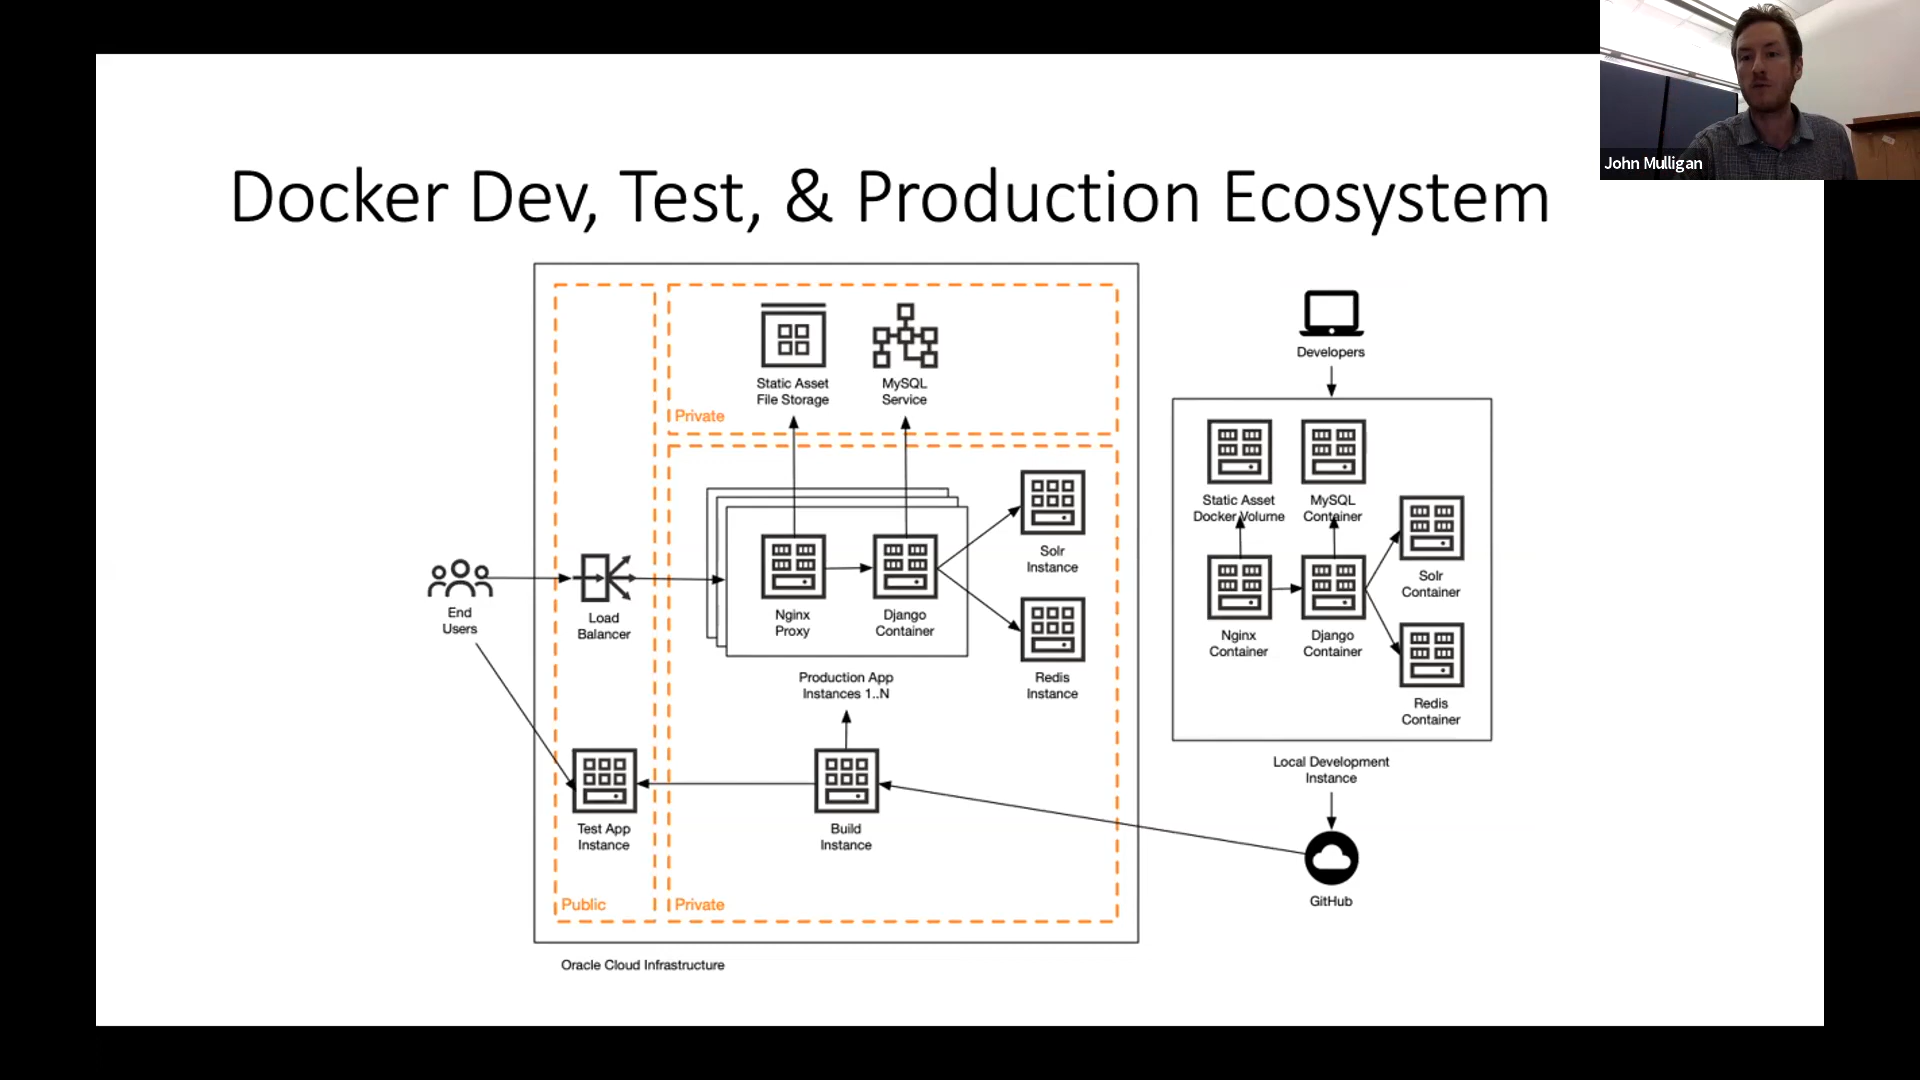 John Mulligan
Docker Dev, Test, & Production Ecosystem
Static Asset
File Storage
MySQL
Service
Private
Developers
Static Asset
Docker Volume
MySQL
Container
Solr
Instance
Solr
Container
End
Users
Load
Balancer
Nginx
Proxy
Django
Container
Nginx
Container
Django
Container
Production App
Instances 1..N
Redis
Instance
Redis
Container
Local Development
Instance
Test App
Instance
Build
Instance
Public
Private
GitHub
Oracle Cloud Infrastructure